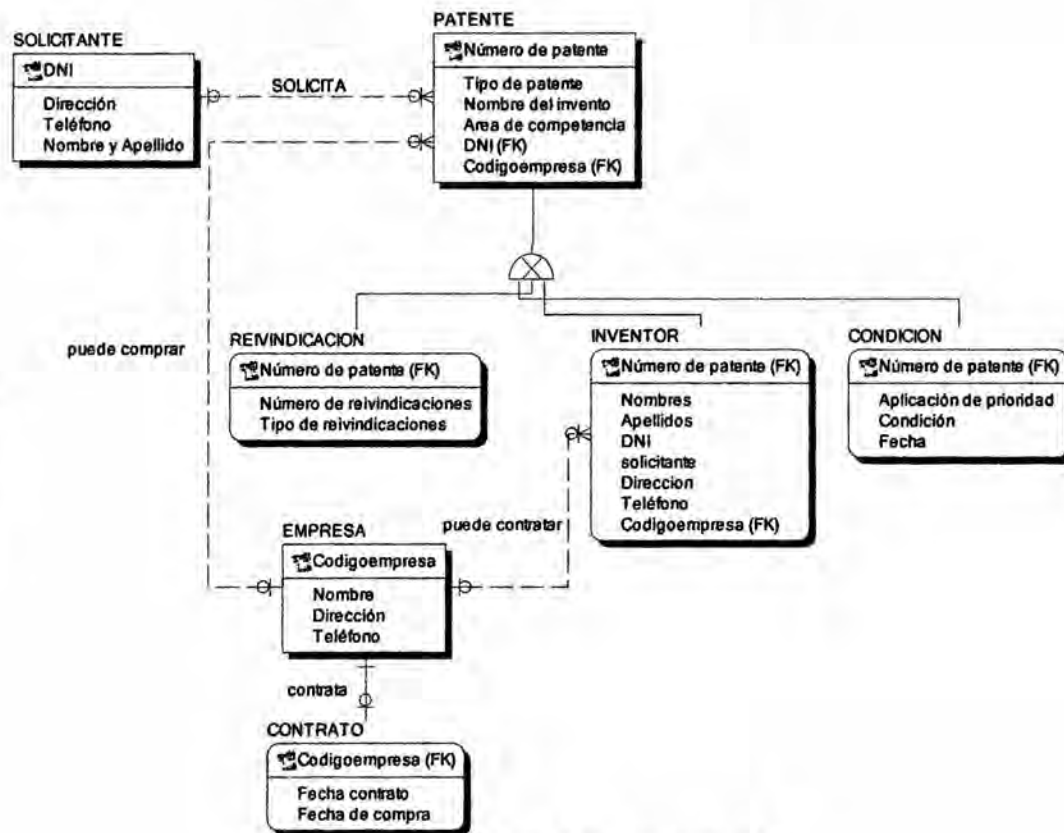 PATENTE
Número de patente
Tipo de patente
Nombre del invento
Area de competencia
DNI (FK)
Codigoempresa (FK)
SOLICITANTE
DNI
Dirección
Teléfono
Nombre y Apellido
SOLICITA
puede comprar
REIVINDICACION
Número de patente (FK)
Número de reivindicaciones
Tipo de reivindicaciones
INVENTOR
Número de patente (FK)
Nombres
Apellidos
DNI
solicitante
Direccion
Teléfono
Codigoempresa (FK)
CONDICION
Número de patente (FK)
Aplicación de prioridad
Condición
Fecha
puede contratar
EMPRESA
Codigoempresa
Nombre
Dirección
Teléfono
contrata
CONTRATO
Codigoempresa (FK)
Fecha contrato
Fecha de compra